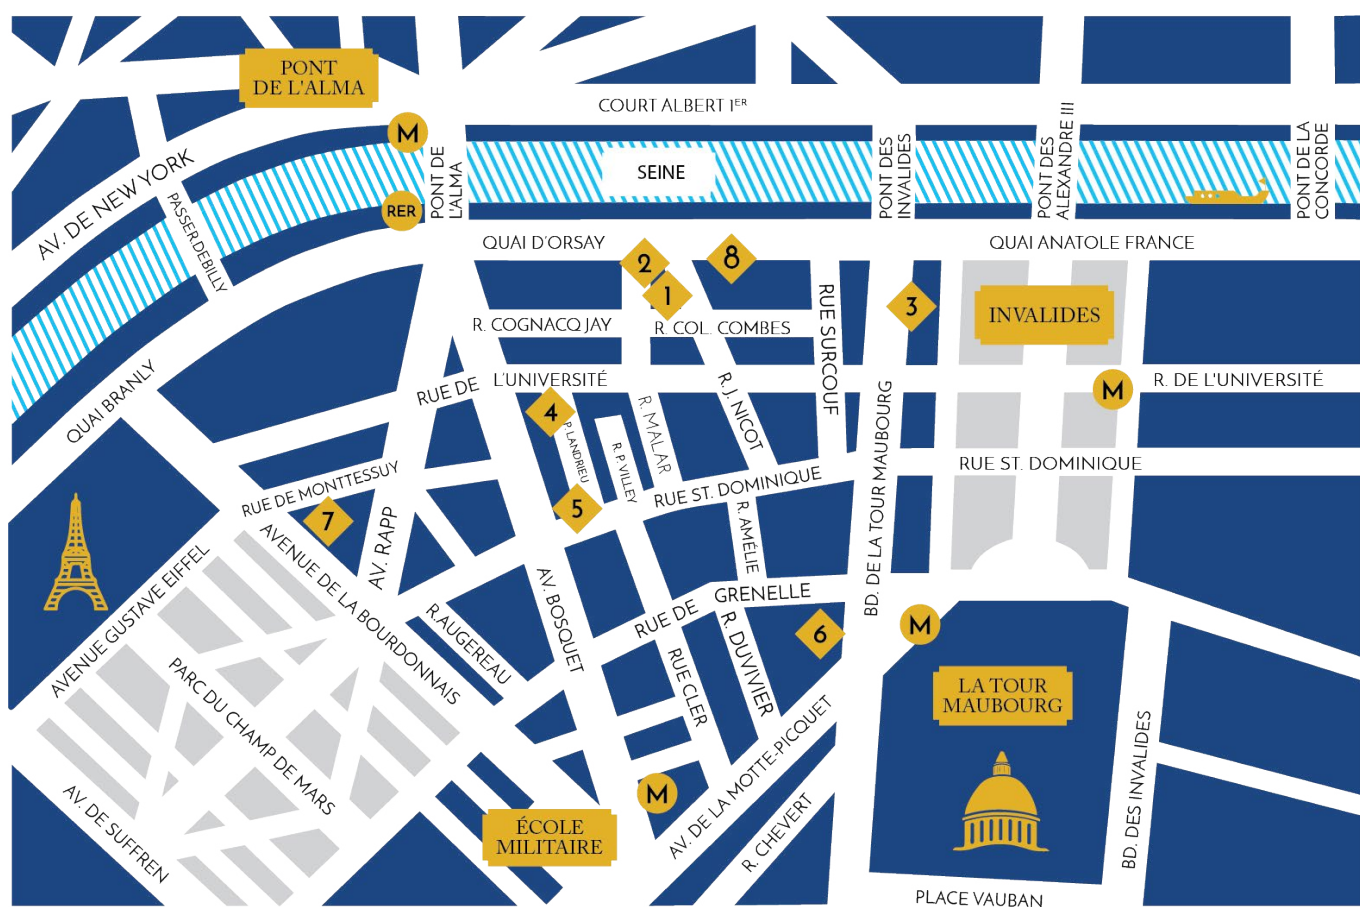 PONT
DE L'ALMA
COURT ALBERT 1ER
M
AV. DE NEW YORK
PASSER.DEBILLY
RER
PONT DE
L'ALMA
SEINE
PONT DES
INVALIDES
PONT DES
ALEXANDRE III
PONT DE LA
CONCORDE
QUAI D'ORSAY
QUAI ANATOLE FRANCE
2
8
1
3
INVALIDES
R. COGNACQ JAY
R. COL. COMBES
RUE SURCOUF
QUAI BRANLY
RUE DE
L'UNIVERSITÉ
M
R. DE L'UNIVERSITÉ
4
P. LANDRIEU
R. P. VILLEY
R. MALAR
R. J. NICOT
BD. DE LA TOUR MAUBOURG
RUE DE MONTTESSUY
RUE ST. DOMINIQUE
RUE ST. DOMINIQUE
5
7
AV. RAPP
R. AMÉLIE
AVENUE GUSTAVE EIFFEL
AVENUE DE LA BOURDONNAIS
R.AUGEREAU
AV. BOSQUET
RUE DE
GRENELLE
6
M
R. DUVIVIER
RUE CLER
PARC DU CHAMP DE MARS
LA TOUR
MAUBOURG
AV. DE LA MOTTE-PICQUET
M
AV. DE SUFFREN
ÉCOLE
MILITAIRE
R. CHEVERT
BD. DES INVALIDES
PLACE VAUBAN